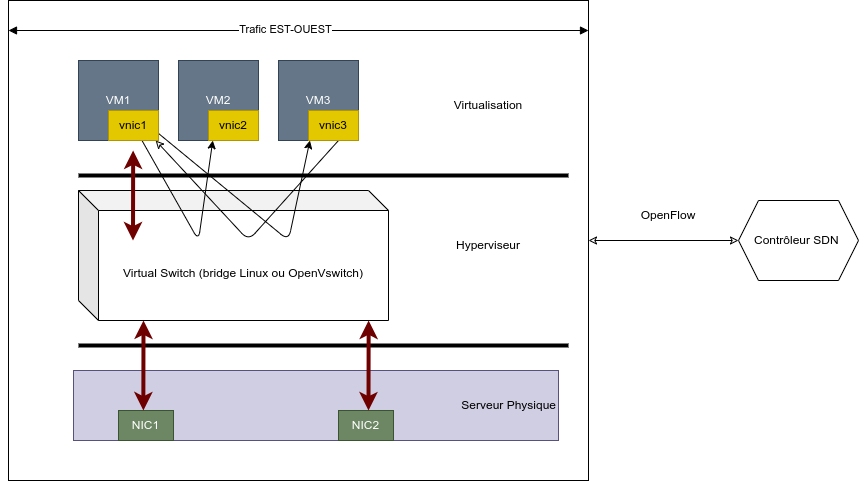 Trafic EST-OUEST
VM1
VM2
VM3
Virtualisation
vnic1
vnic2
vnic3
OpenFlow
Contrôleur SDN
Hyperviseur
Virtual Switch (bridge Linux ou OpenVswitch)
Serveur Physique
NIC1
NIC2